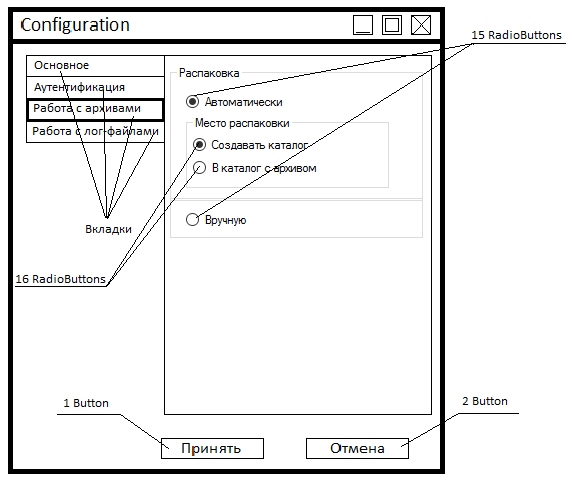 Configuration
15 RadioButtons
Основное
Аутентификация
Работа с архивами
Работа с лог-файлами
Вкладки
Распаковка
Автоматически
Место распаковки
Создавать каталог
В каталог с архивом
Вручную
16 RadioButtons
1 Button
2 Button
Принять
Отмена